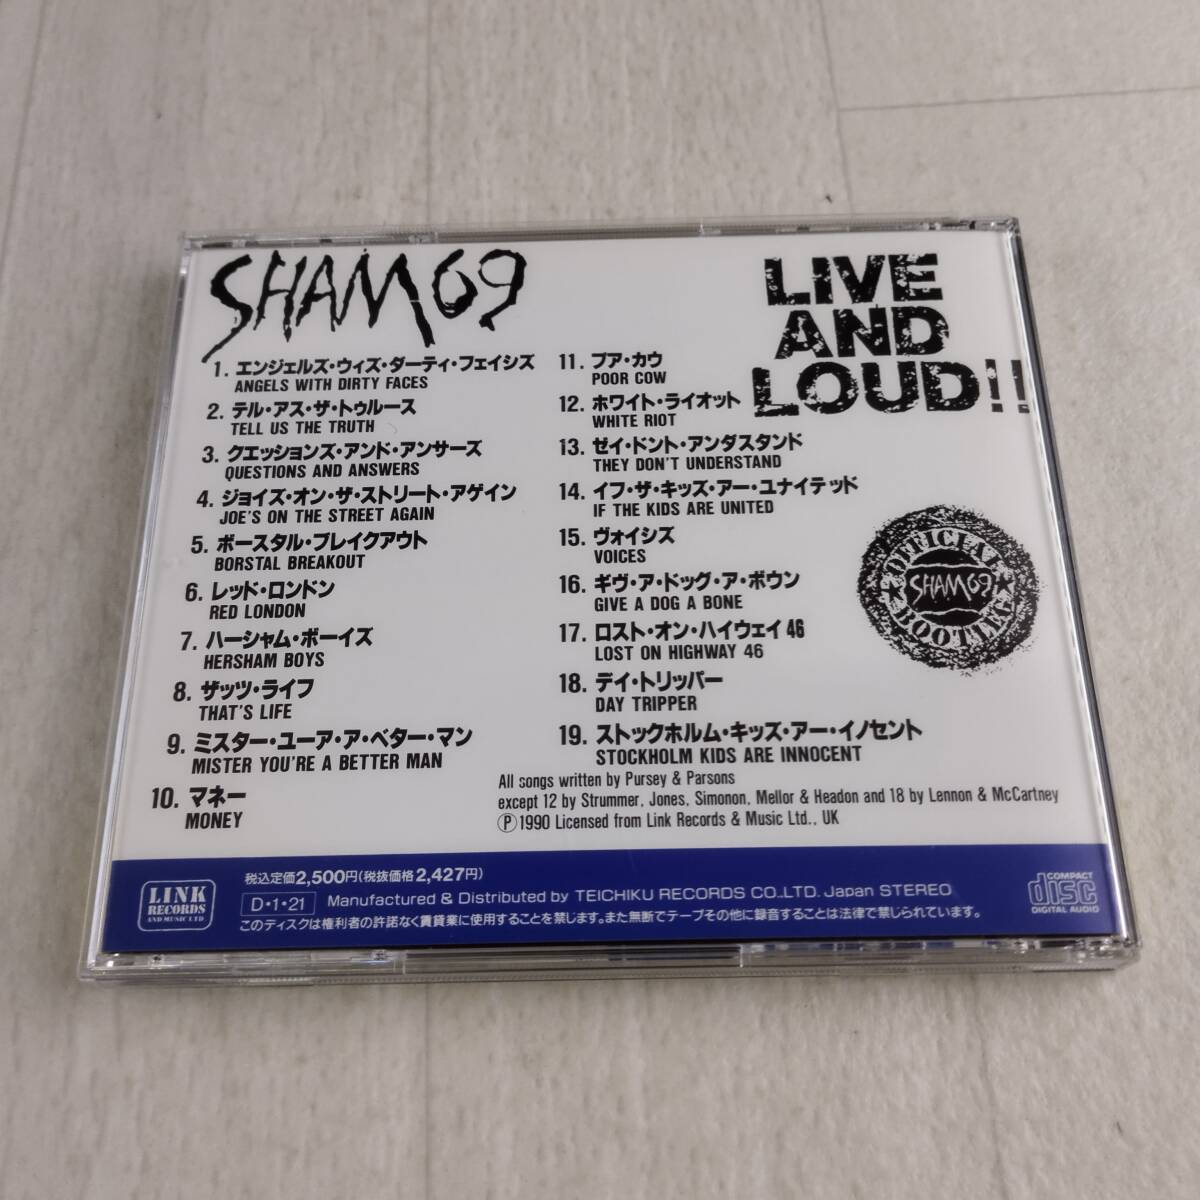 SHAM 69
LIVE
AND
LOUD!!
1. エンジェルズ・ウィズ・ダーティ・フェイシズ
ANGELS WITH DIRTY FACES
2. テル・アス・ザ・トゥルース
TELL US THE TRUTH
3. クエッションズ・アンド・アンサーズ
QUESTIONS AND ANSWERS
4. ジョイズ・オン・ザ・ストリート・アゲイン
JOE'S ON THE STREET AGAIN
5. ボースタル・ブレイクアウト
BORSTAL BREAKOUT
6. レッド・ロンドン
RED LONDON
7. ハーシャム・ボーイズ
HERSHAM BOYS
8. ザッツ・ライフ
THAT'S LIFE
9. ミスター・ユーア・ア・ベター・マン
MISTER YOU'RE A BETTER MAN
10. マネー
MONEY
11. プア・カウ
POOR COW
12. ホワイト・ライオット
WHITE RIOT
13. ゼイ・ドント・アンダスタンド
THEY DON'T UNDERSTAND
14. イフ・ザ・キッズ・アー・ユナイテッド
IF THE KIDS ARE UNITED
15. ヴォイシズ
VOICES
16. ギヴ・ア・ドッグ・ア・ボウン
GIVE A DOG A BONE
17. ロスト・オン・ハイウェイ 46
LOST ON HIGHWAY 46
18. デイ・トリッパー
DAY TRIPPER
19. ストックホルム・キッズ・アー・イノセント
STOCKHOLM KIDS ARE INNOCENT
OFFICIAL
SHAM69
BOOTLEG
All songs written by Pursey & Parsons
except 12 by Strummer, Jones, Simonon, Mellor & Headon and 18 by Lennon & McCartney
Ⓟ1990 Licensed from Link Records & Music Ltd., UK
LINK
RECORDS
AND MUSIC LTD
税込定価2,500円(税抜価格2,427円)
D・1・21 Manufactured & Distributed by TEICHIKU RECORDS CO.,LTD. Japan STEREO
このディスクは権利者の許諾なく賃貸業に使用することを禁じます。また無断でテープその他に録音することは法律で禁じられています。
COMPACT
disc
DIGITAL AUDIO